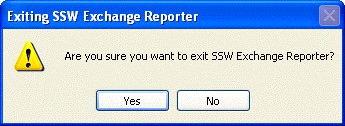 Exiting SSW Exchange Reporter
Are you sure you want to exit SSW Exchange Reporter?
Yes
No